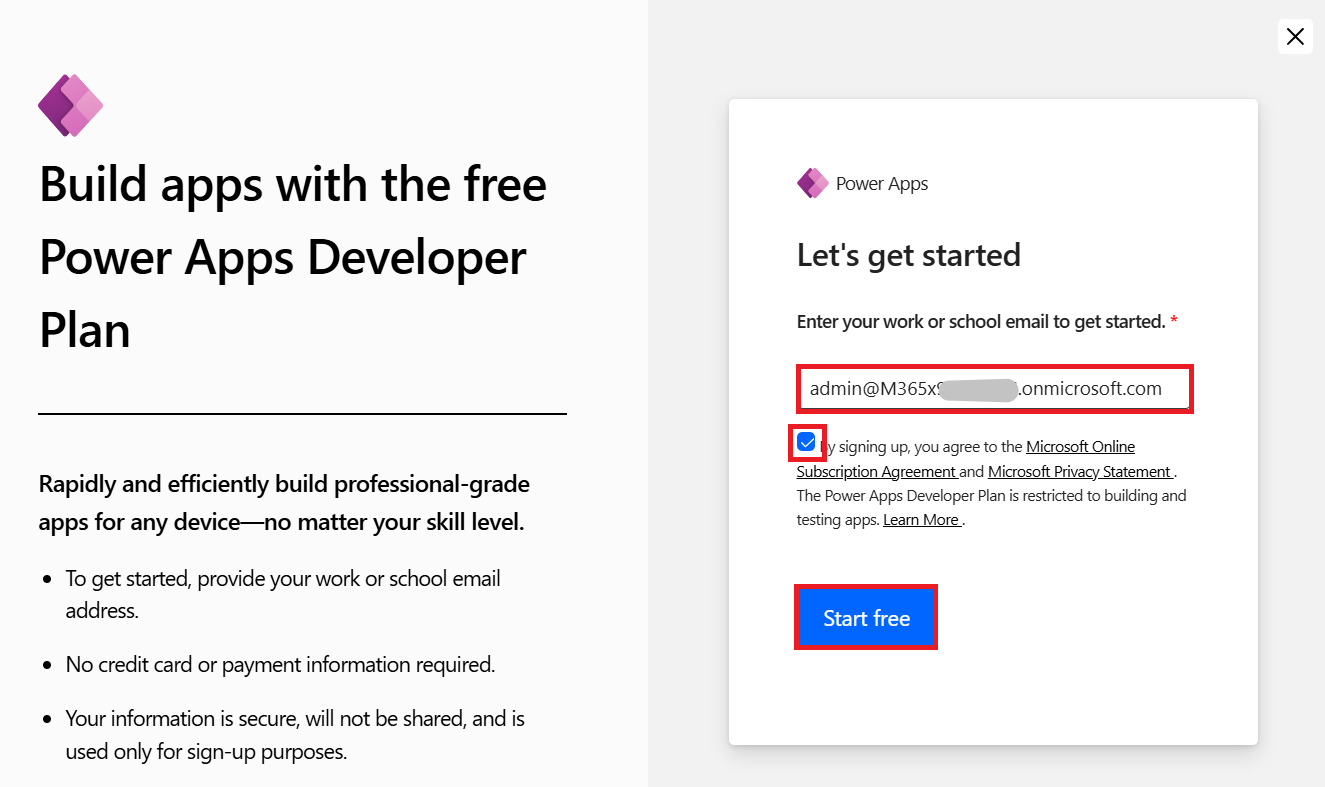 Build apps with the free
Power Apps Developer
Plan
Rapidly and efficiently build professional-grade
apps for any device—no matter your skill level.
To get started, provide your work or school email
address.
No credit card or payment information required.
Your information is secure, will not be shared, and is
used only for sign-up purposes.
Power Apps
Let's get started
Enter your work or school email to get started. *
admin@M365x .onmicrosoft.com
By signing up, you agree to the Microsoft Online
Subscription Agreement and Microsoft Privacy Statement .
The Power Apps Developer Plan is restricted to building and
testing apps. Learn More .
Start free